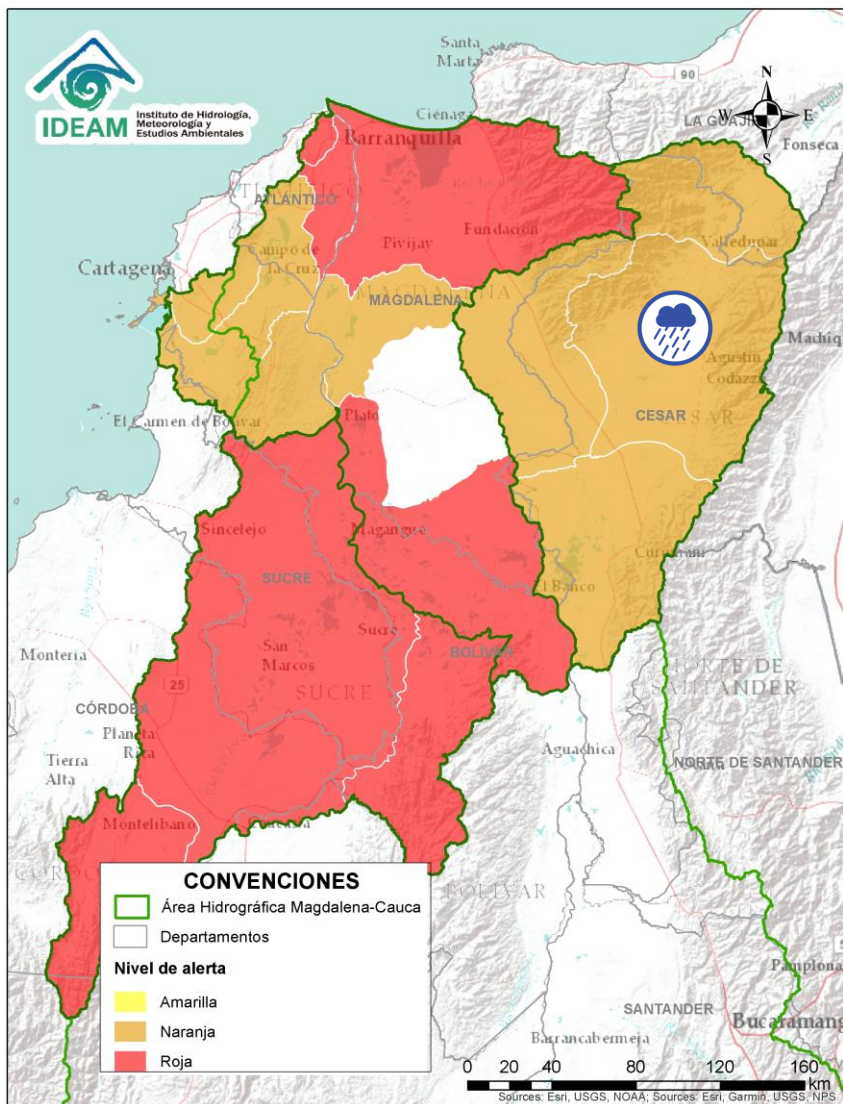 IDEAM
Instituto de Hidrología,
Meteorología y
Estudios Ambientales
Santa
Marta
90
N
W
E
S
LA GUAJI
Fonseca
Ciénaga
Barranquilla
ATLÁNTICO
Fundación
Pivijay
Campo de
la Cruz
Valledupar
Cartagena
MAGDALENA
MAGDALENA
Machiq
Agustín
Codazzi
CESAR
El Carmen de Bolívar
Plato
Sincelejo
Magangué
SUCRE
El Banco
Sucre
San
Marcos
BOLÍVAR
Montería
25
SUCRE
NORTE DE
SANTANDER
CÓRDOBA
Planeta
Rica
Tierra
Alta
Aguachica
NORTE DE SANTANDER
Montelíbano
CONVENCIONES
Área Hidrográfica Magdalena-Cauca
Departamentos
Nivel de alerta
Amarilla
Naranja
Roja
BOLÍVAR
Pamplona
SANTANDER
Bucaramang
Barrancabermeja
0 20 40 80 120 160
km
Sources: Esri, USGS, NOAA; Sources: Esri, Garmin, USGS, NPS